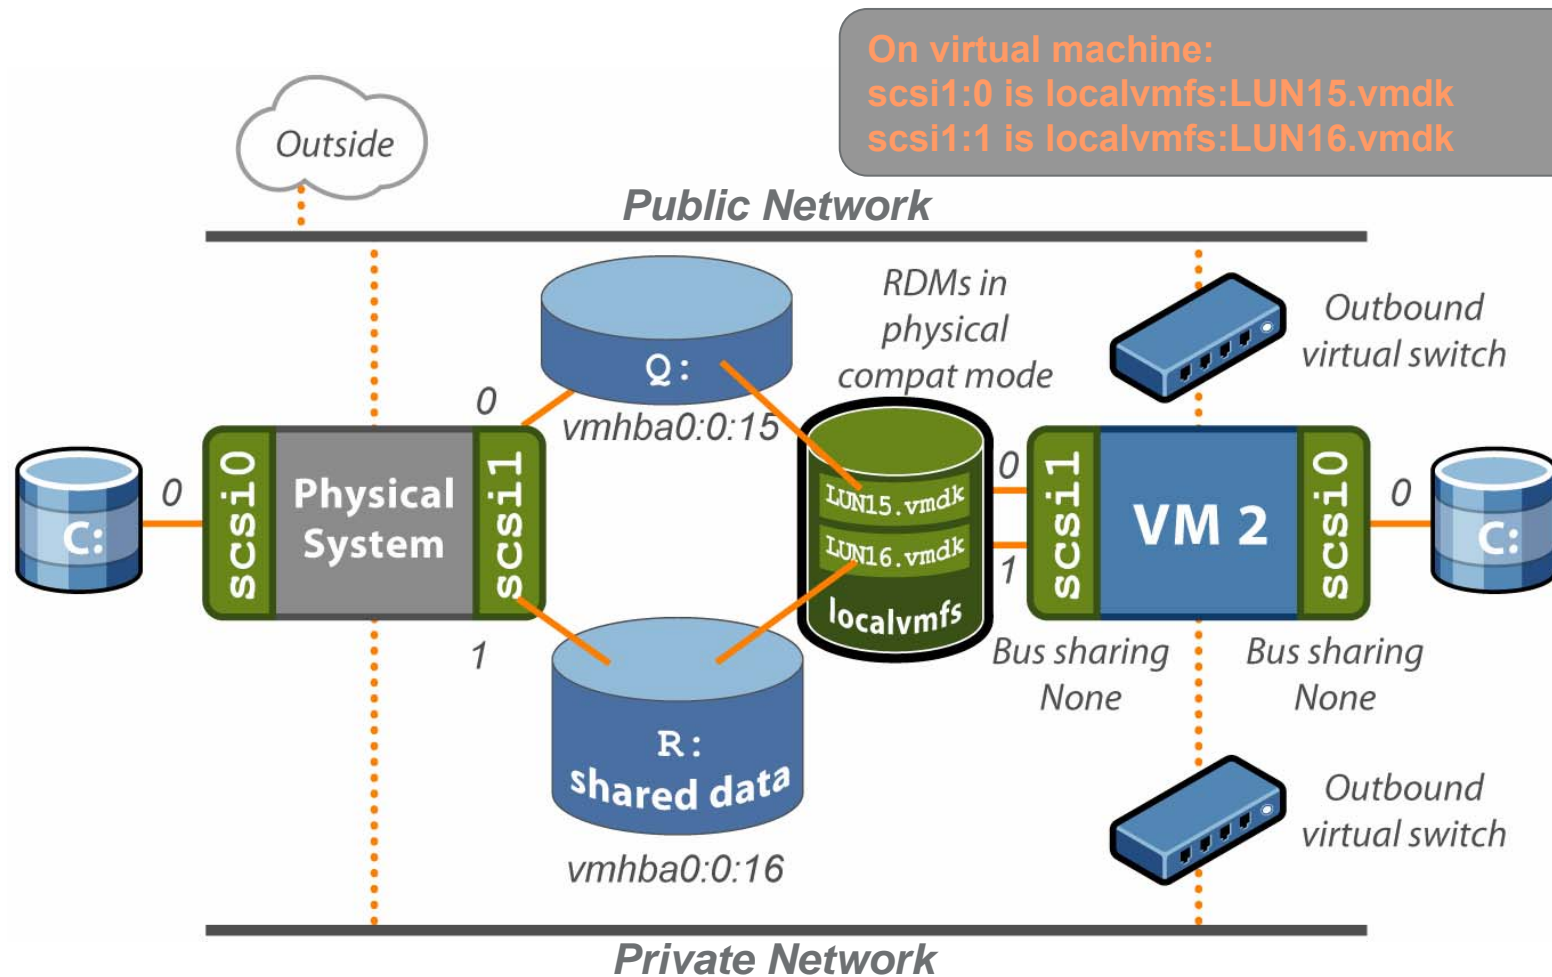 On virtual machine:
scsi1:0 is localvmfs:LUN15.vmdk
scsi1:1 is localvmfs:LUN16.vmdk
Outside
Public Network
RDMs in
physical
compat mode
Outbound
virtual switch
Q:
vmhba0:0:15
0
C:
0
scsi0
Physical
System
scsi1
1
LUN15.vmdk
LUN16.vmdk
localvmfs
0
1
scsi1
VM 2
scsi0
0
C:
Bus sharing
None
Bus sharing
None
R:
shared data
vmhba0:0:16
Outbound
virtual switch
Private Network